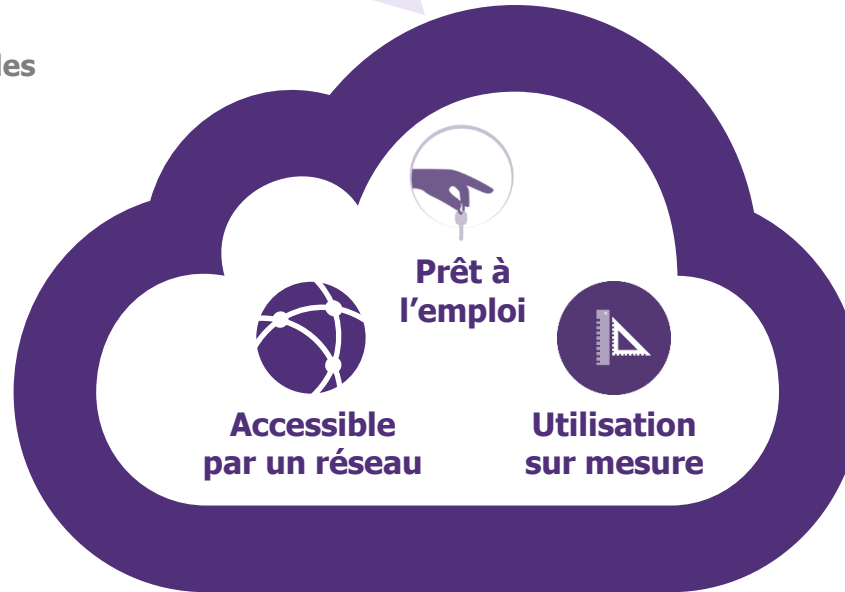 les
Prêt à
l’emploi
Accessible
par un réseau
Utilisation
sur mesure